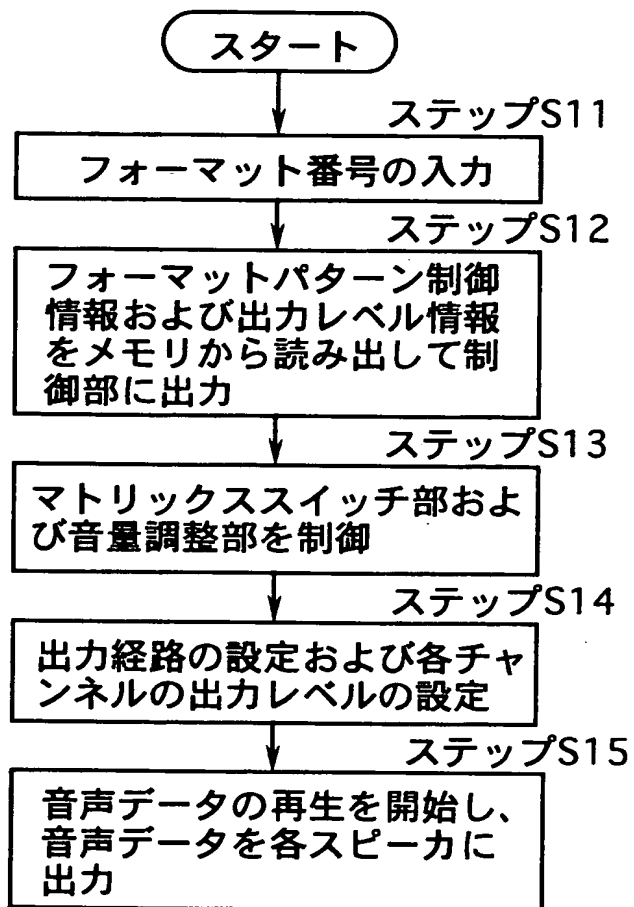 スタート
ステップS11
フォーマット番号の入力
ステップS12
フォーマットパターン制御
情報および出力レベル情報
をメモリから読み出して制
御部に出力
ステップS13
マトリックススイッチ部およ
び音量調整部を制御
ステップS14
出力経路の設定および各チャ
ンネルの出力レベルの設定
ステップS15
音声データの再生を開始し、
音声データを各スピーカに
出力